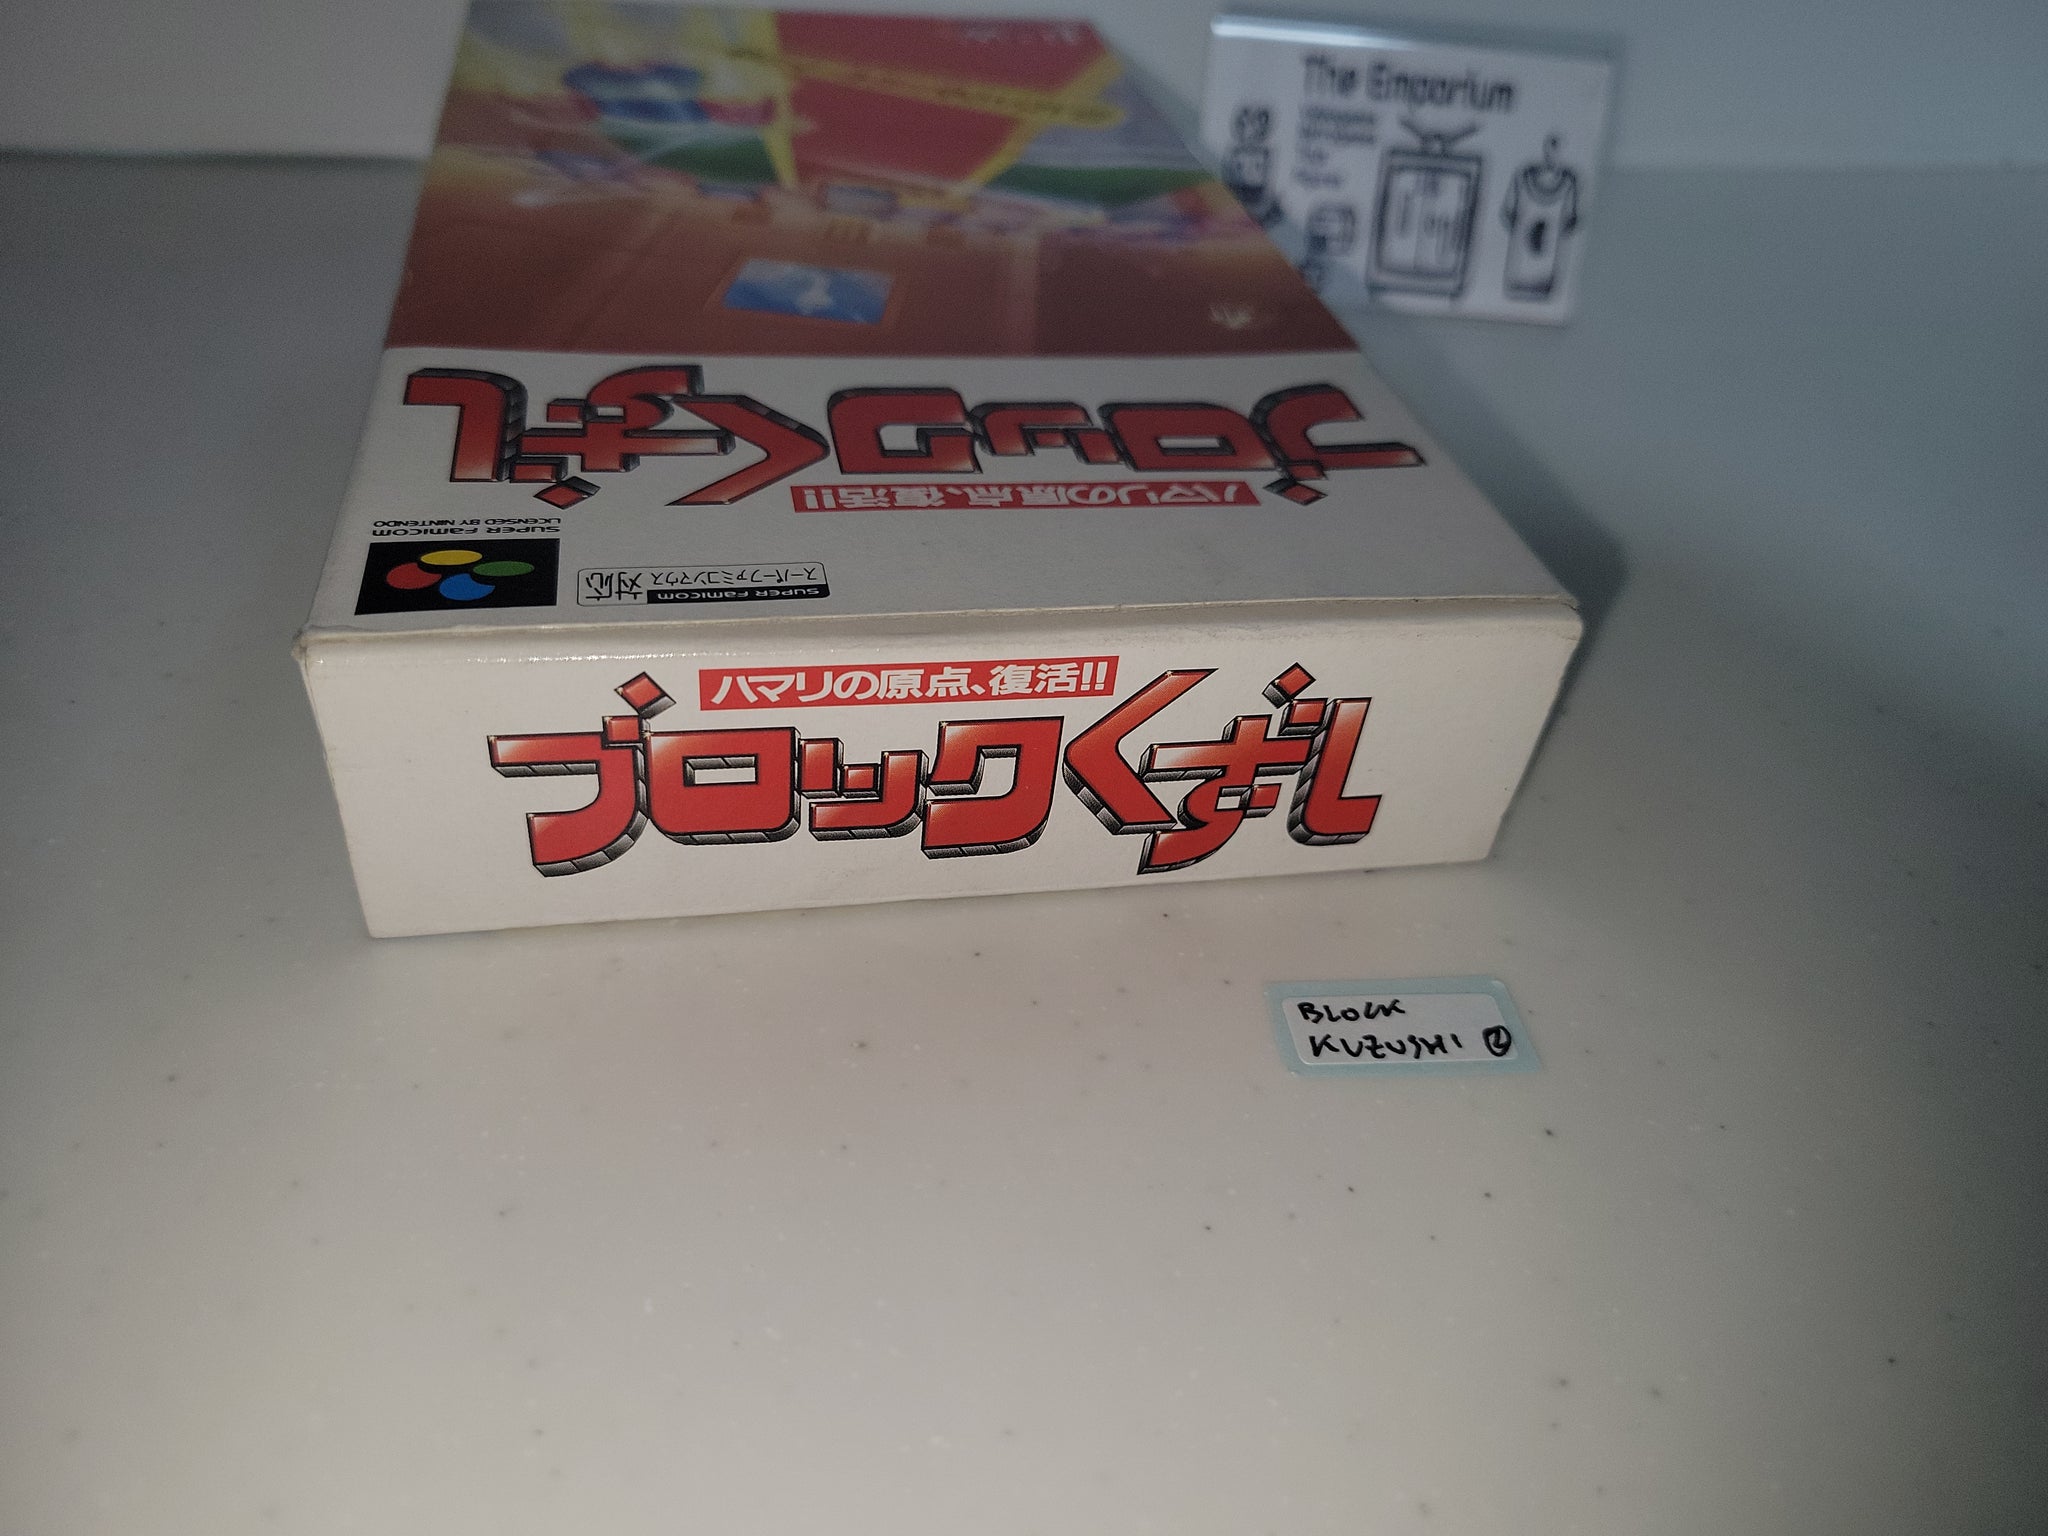 The Emporium
ブロックくずし
ハマリの原点、復活!!
SUPER FAMICOM
LICENSED BY NINTENDO
SUPER FAMICOM
スーパーファミコンマウス 対応
ハマリの原点、復活!!
ブロックくずし
BLOCK
KUZUSHI 2